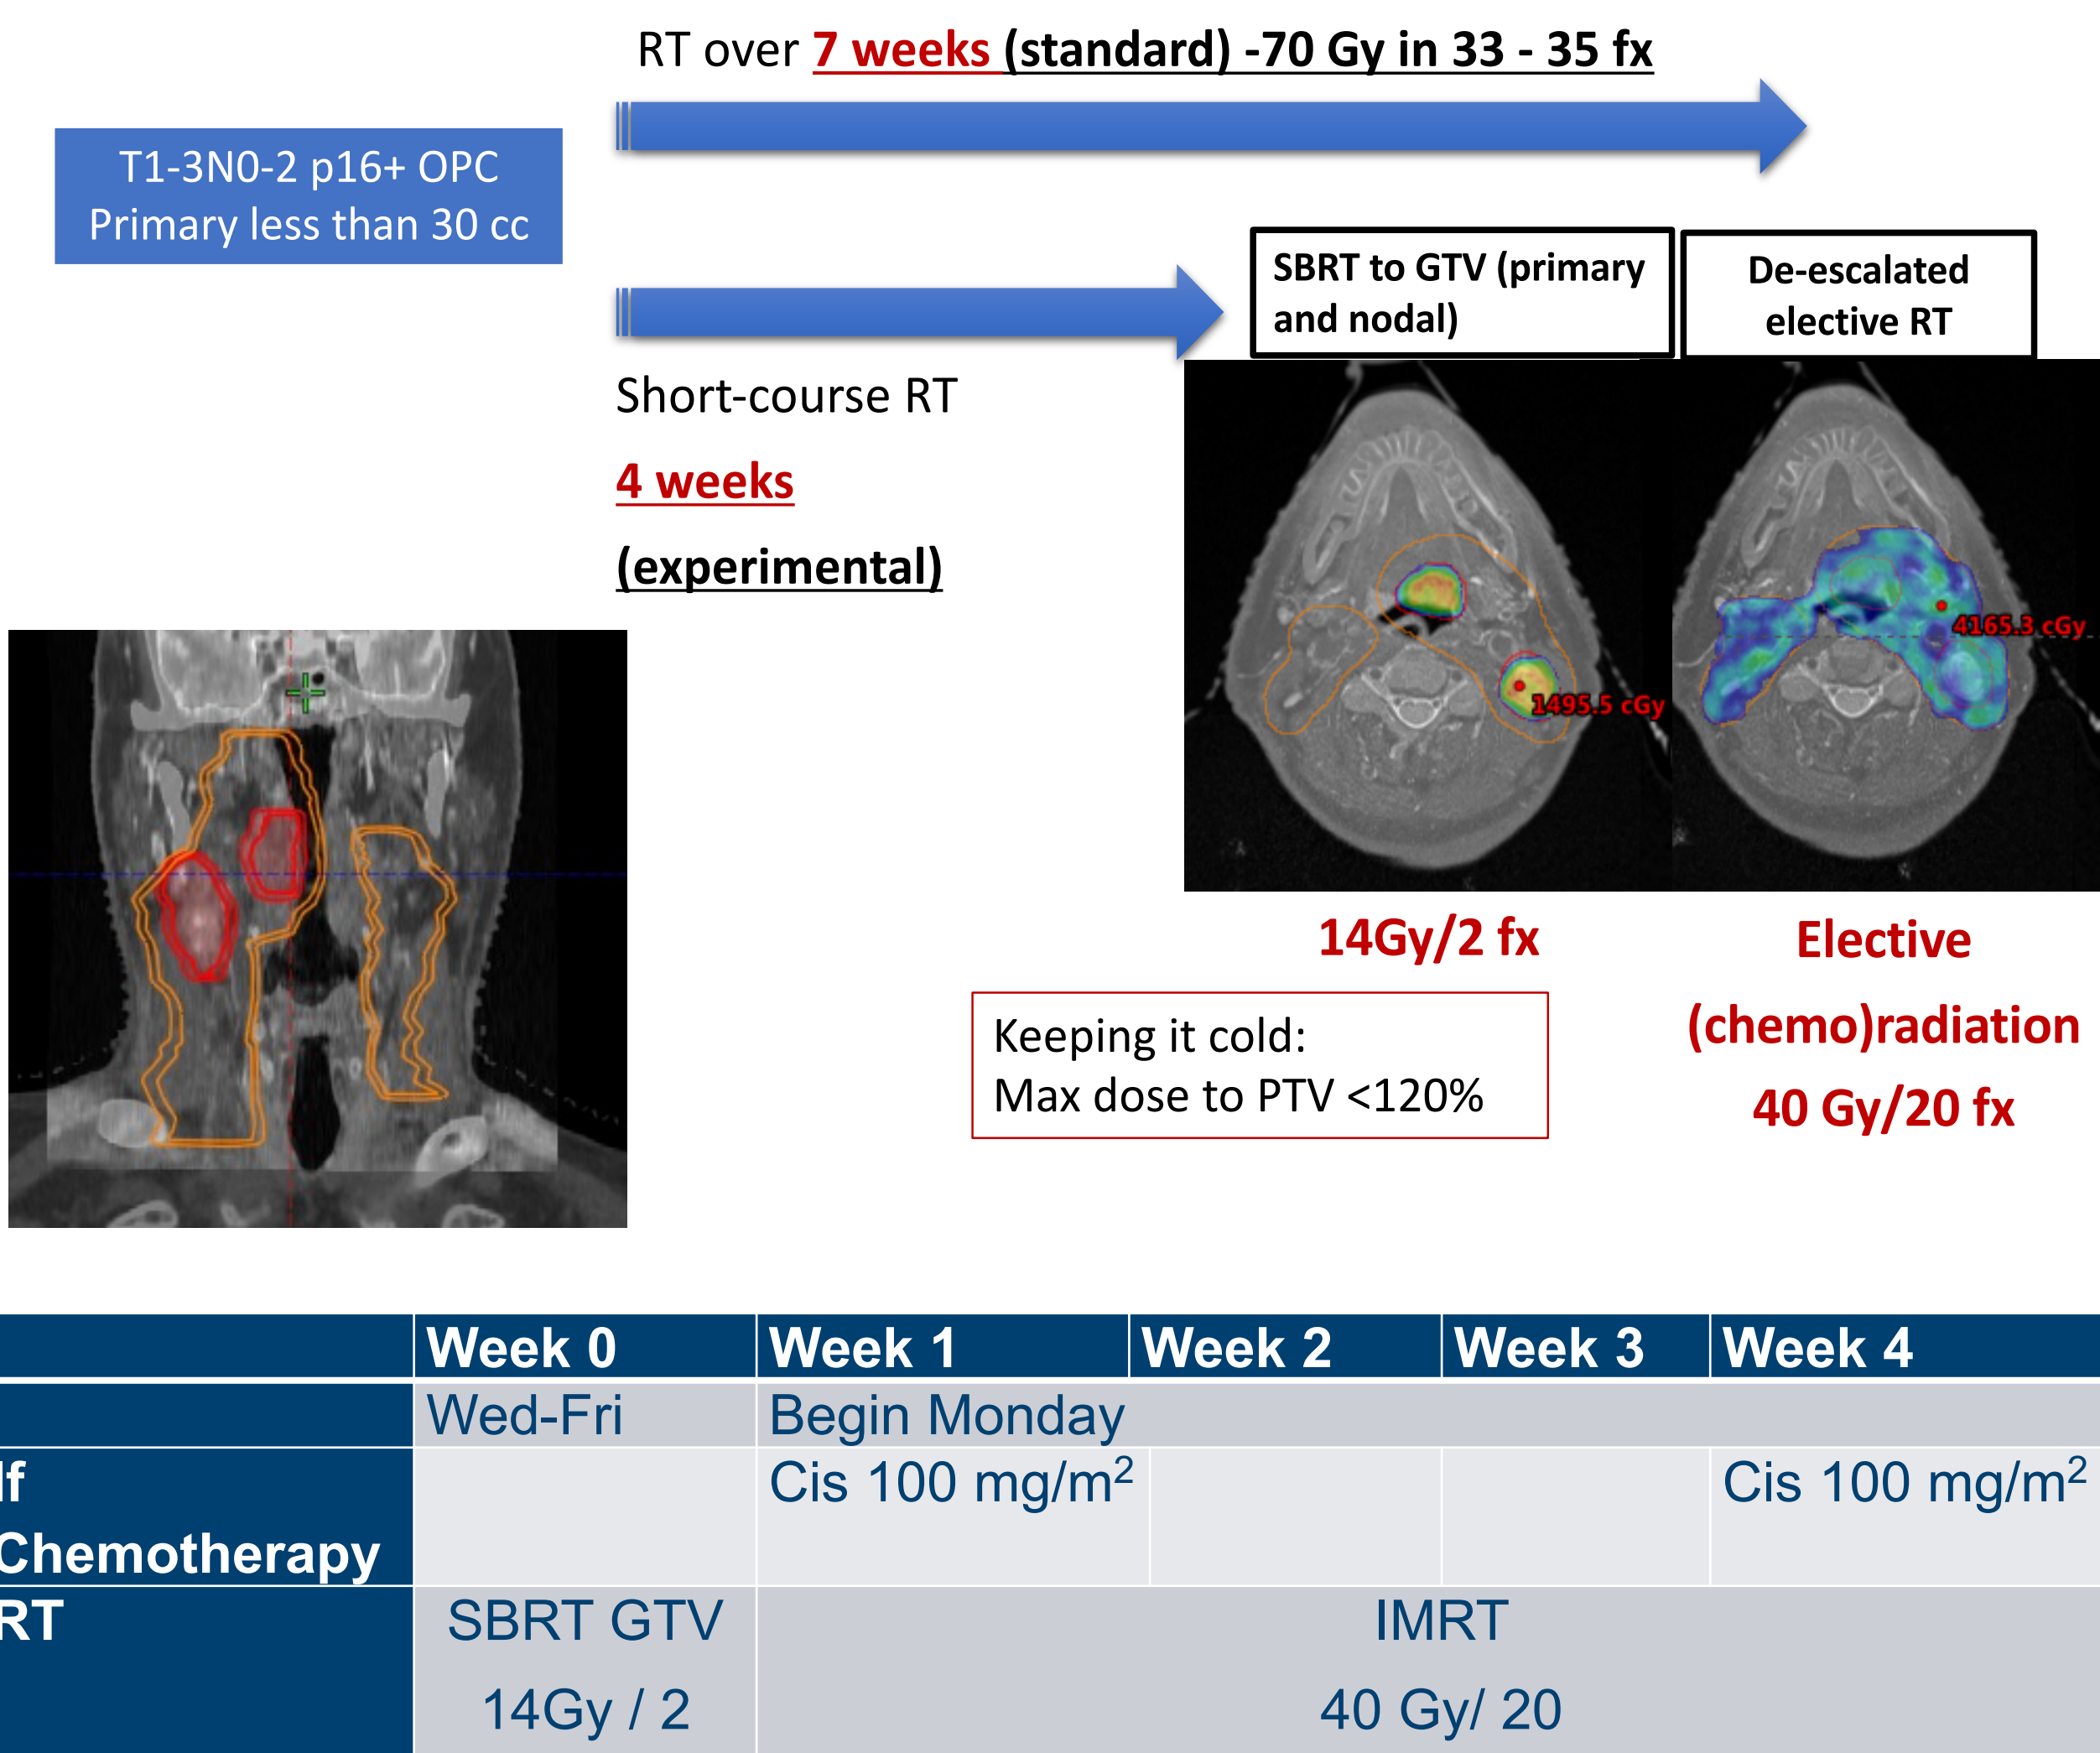 RT over 7 weeks (standard) -70 Gy in 33 - 35 fx
T1-3N0-2 p16+ OPC
Primary less than 30 cc
SBRT to GTV (primary
and nodal)
De-escalated
elective RT
Short-course RT
4 weeks
(experimental)
1495.5 cGy
4165.3 cGy
14Gy/2 fx
Elective
(chemo)radiation
40 Gy/20 fx
Keeping it cold:
Max dose to PTV <120%
Week 0 Week 1 Week 2 Week 3 Week 4
Wed-Fri Begin Monday
If Cis 100 mg/m² Cis 100 mg/m²
Chemotherapy
RT SBRT GTV IMRT
14Gy / 2 40 Gy/ 20